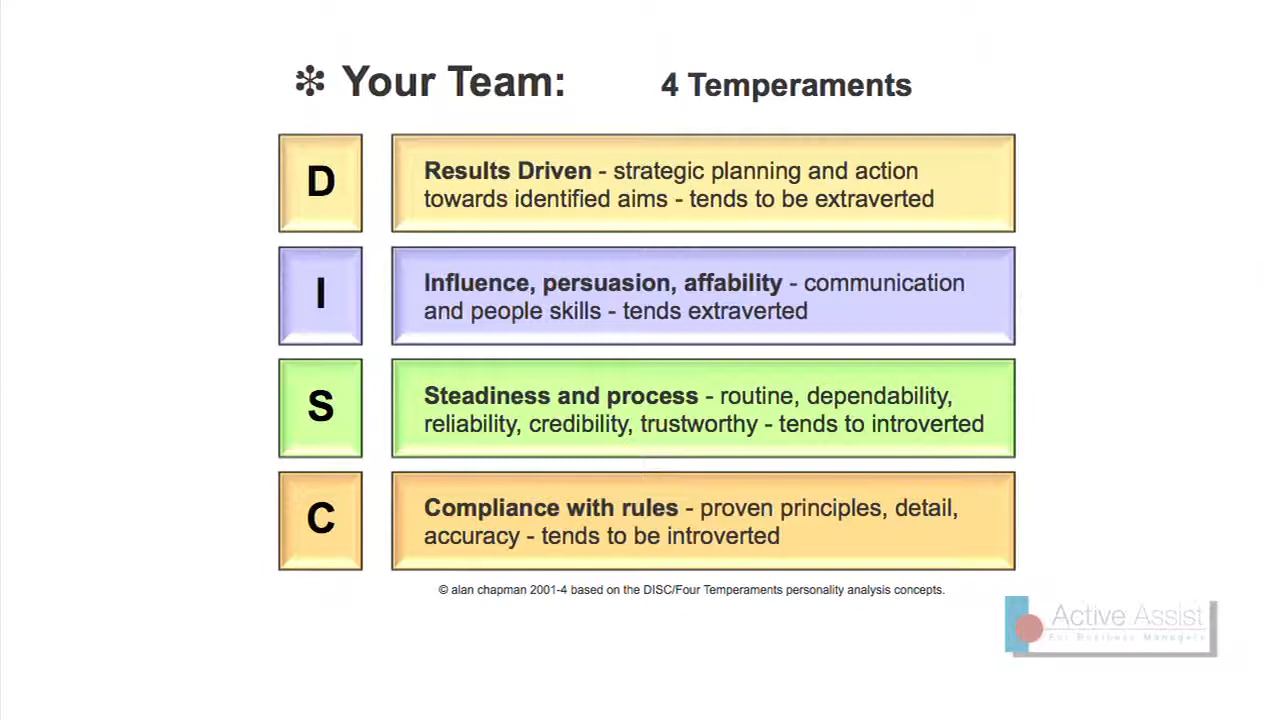 ❇ Your Team: 4 Temperaments
D
Results Driven - strategic planning and action
towards identified aims - tends to be extraverted
I
Influence, persuasion, affability - communication
and people skills - tends extraverted
S
Steadiness and process - routine, dependability,
reliability, credibility, trustworthy - tends to introverted
C
Compliance with rules - proven principles, detail,
accuracy - tends to be introverted
© alan chapman 2001-4 based on the DISC/Four Temperaments personality analysis concepts.
Active Assist
For Business Managers